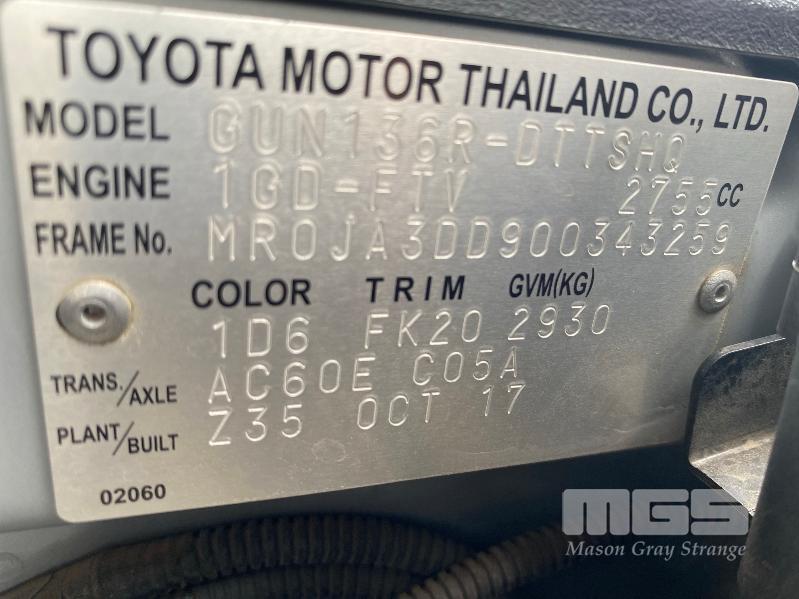 TOYOTA MOTOR THAILAND CO., LTD.
MODEL GUN136R-DTTSHQ
ENGINE 1GD-FTV 2755CC
FRAME No. MR0JA3DD900343259
COLOR TRIM GVM(KG)
1D6 FK20 2930
TRANS./AXLE AC60E C05A
PLANT/BUILT Z35 OCT 17
02060
MGS
Mason Gray Strange